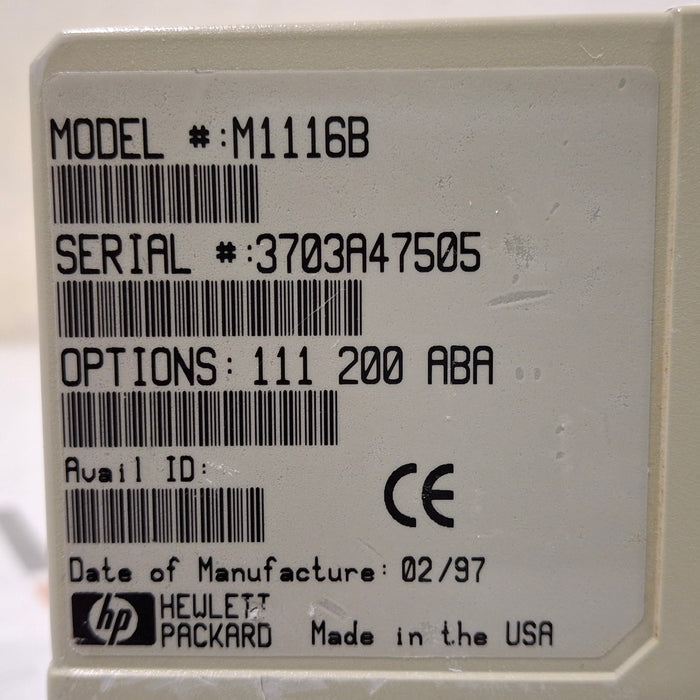 MODEL #:M1116B
SERIAL #:3703A47505
OPTIONS: 111 200 ABA
Avail ID:
CE
Date of Manufacture: 02/97
hp HEWLETT
PACKARD Made in the USA